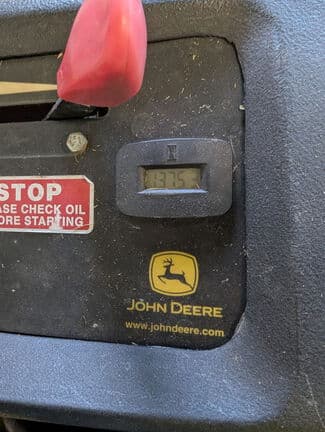 STOP
ASE CHECK OIL
ORE STARTING
JOHN DEERE
www.johndeere.com